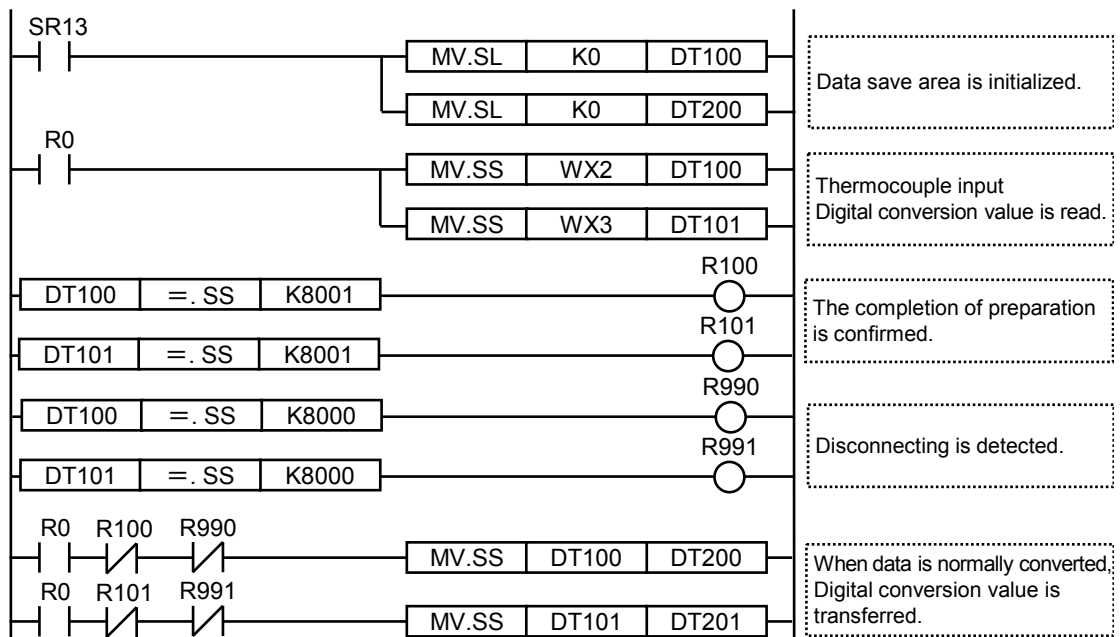 SR13
MV.SL K0 DT100
Data save area is initialized.
MV.SL K0 DT200
R0
MV.SS WX2 DT100
Thermocouple input
Digital conversion value is read.
MV.SS WX3 DT101
R100
DT100 =. SS K8001
The completion of preparation
is confirmed.
R101
DT101 =. SS K8001
R990
DT100 =. SS K8000
Disconnecting is detected.
R991
DT101 =. SS K8000
R0 R100 R990
MV.SS DT100 DT200
When data is normally converted,
Digital conversion value is
transferred.
R0 R101 R991
MV.SS DT101 DT201